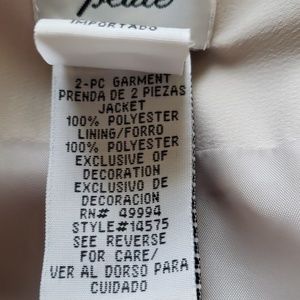 petite
IMPORTADO
2-PC GARMENT
PRENDA DE 2 PIEZAS
JACKET
100% POLYESTER
LINING/FORRO
100% POLYESTER
EXCLUSIVE OF
DECORATION
EXCLUSIVO DE
DECORACION
RN# 49994
STYLE#14575
SEE REVERSE
FOR CARE/
VER AL DORSO PARA
CUIDADO